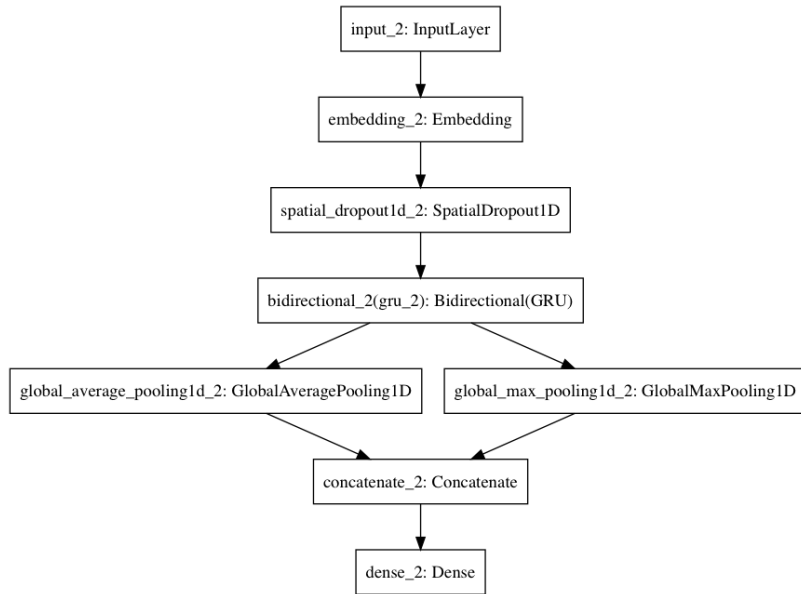 input_2: InputLayer
embedding_2: Embedding
spatial_dropout1d_2: SpatialDropout1D
bidirectional_2(gru_2): Bidirectional(GRU)
global_average_pooling1d_2: GlobalAveragePooling1D
global_max_pooling1d_2: GlobalMaxPooling1D
concatenate_2: Concatenate
dense_2: Dense